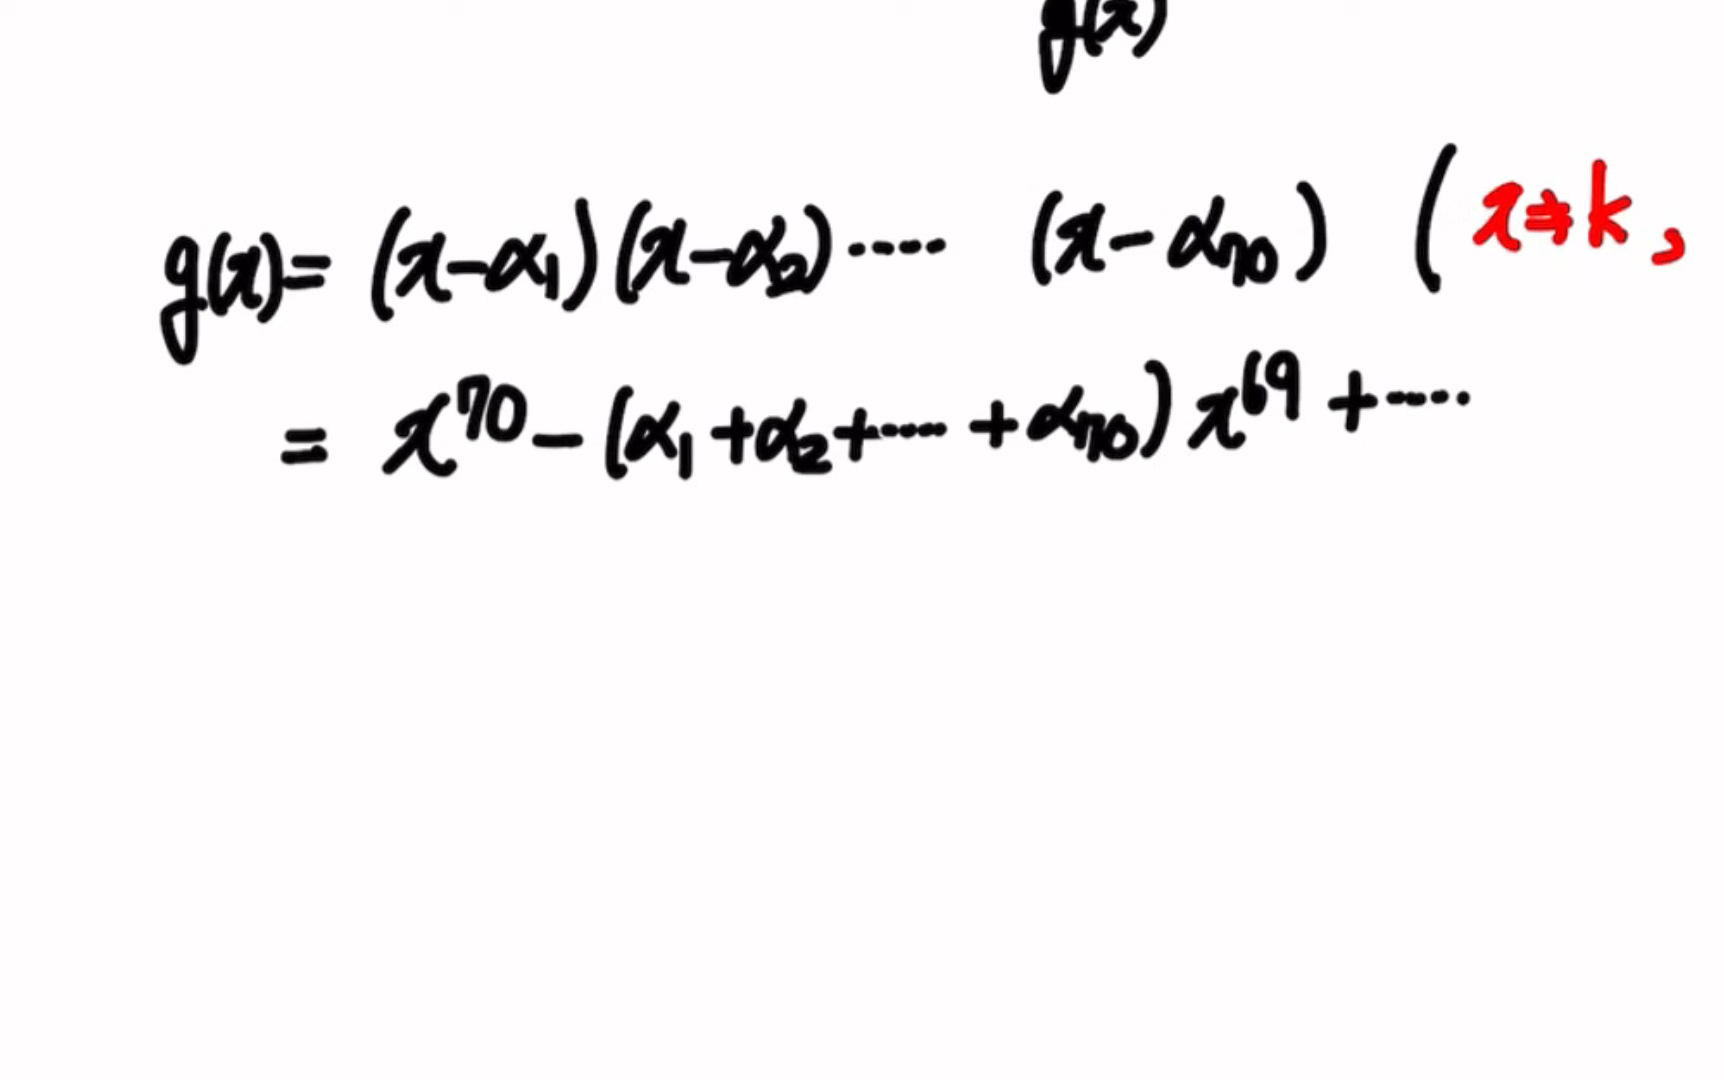 g(x)
g(x)= (x-α₁)(x-α₂)····· (x-α₇₀) ( x≠k,
= x⁷⁰-(α₁+α₂+····+α₇₀)x⁶⁹+·····